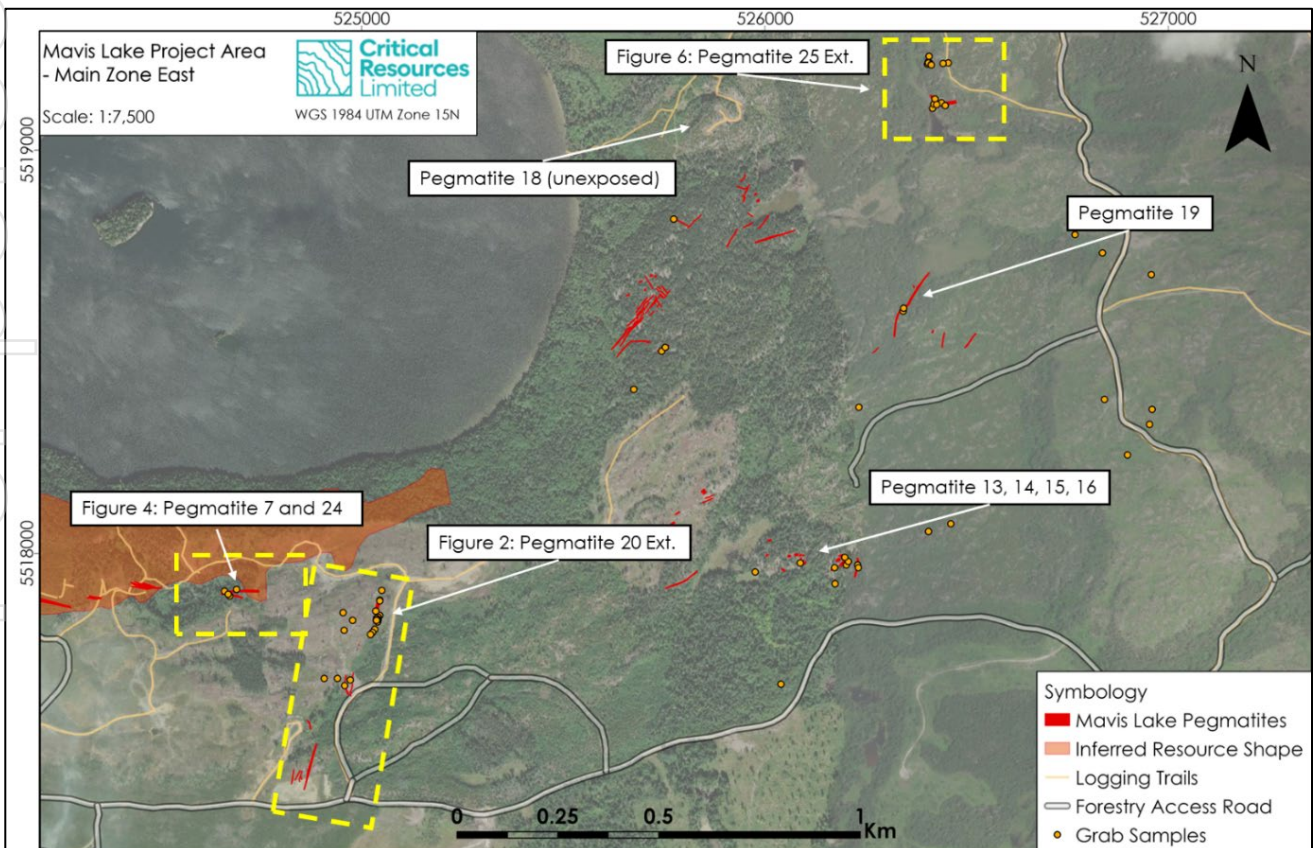 525000
526000
527000
Mavis Lake Project Area
- Main Zone East
Scale: 1:7,500
Critical
Resources
Limited
WGS 1984 UTM Zone 15N
Figure 6: Pegmatite 25 Ext.
N
5519000
Pegmatite 18 (unexposed)
Pegmatite 19
Figure 4: Pegmatite 7 and 24
Pegmatite 13, 14, 15, 16
Figure 2: Pegmatite 20 Ext.
5518000
Symbology
Mavis Lake Pegmatites
Inferred Resource Shape
Logging Trails
Forestry Access Road
Grab Samples
0 0.25 0.5 1
Km